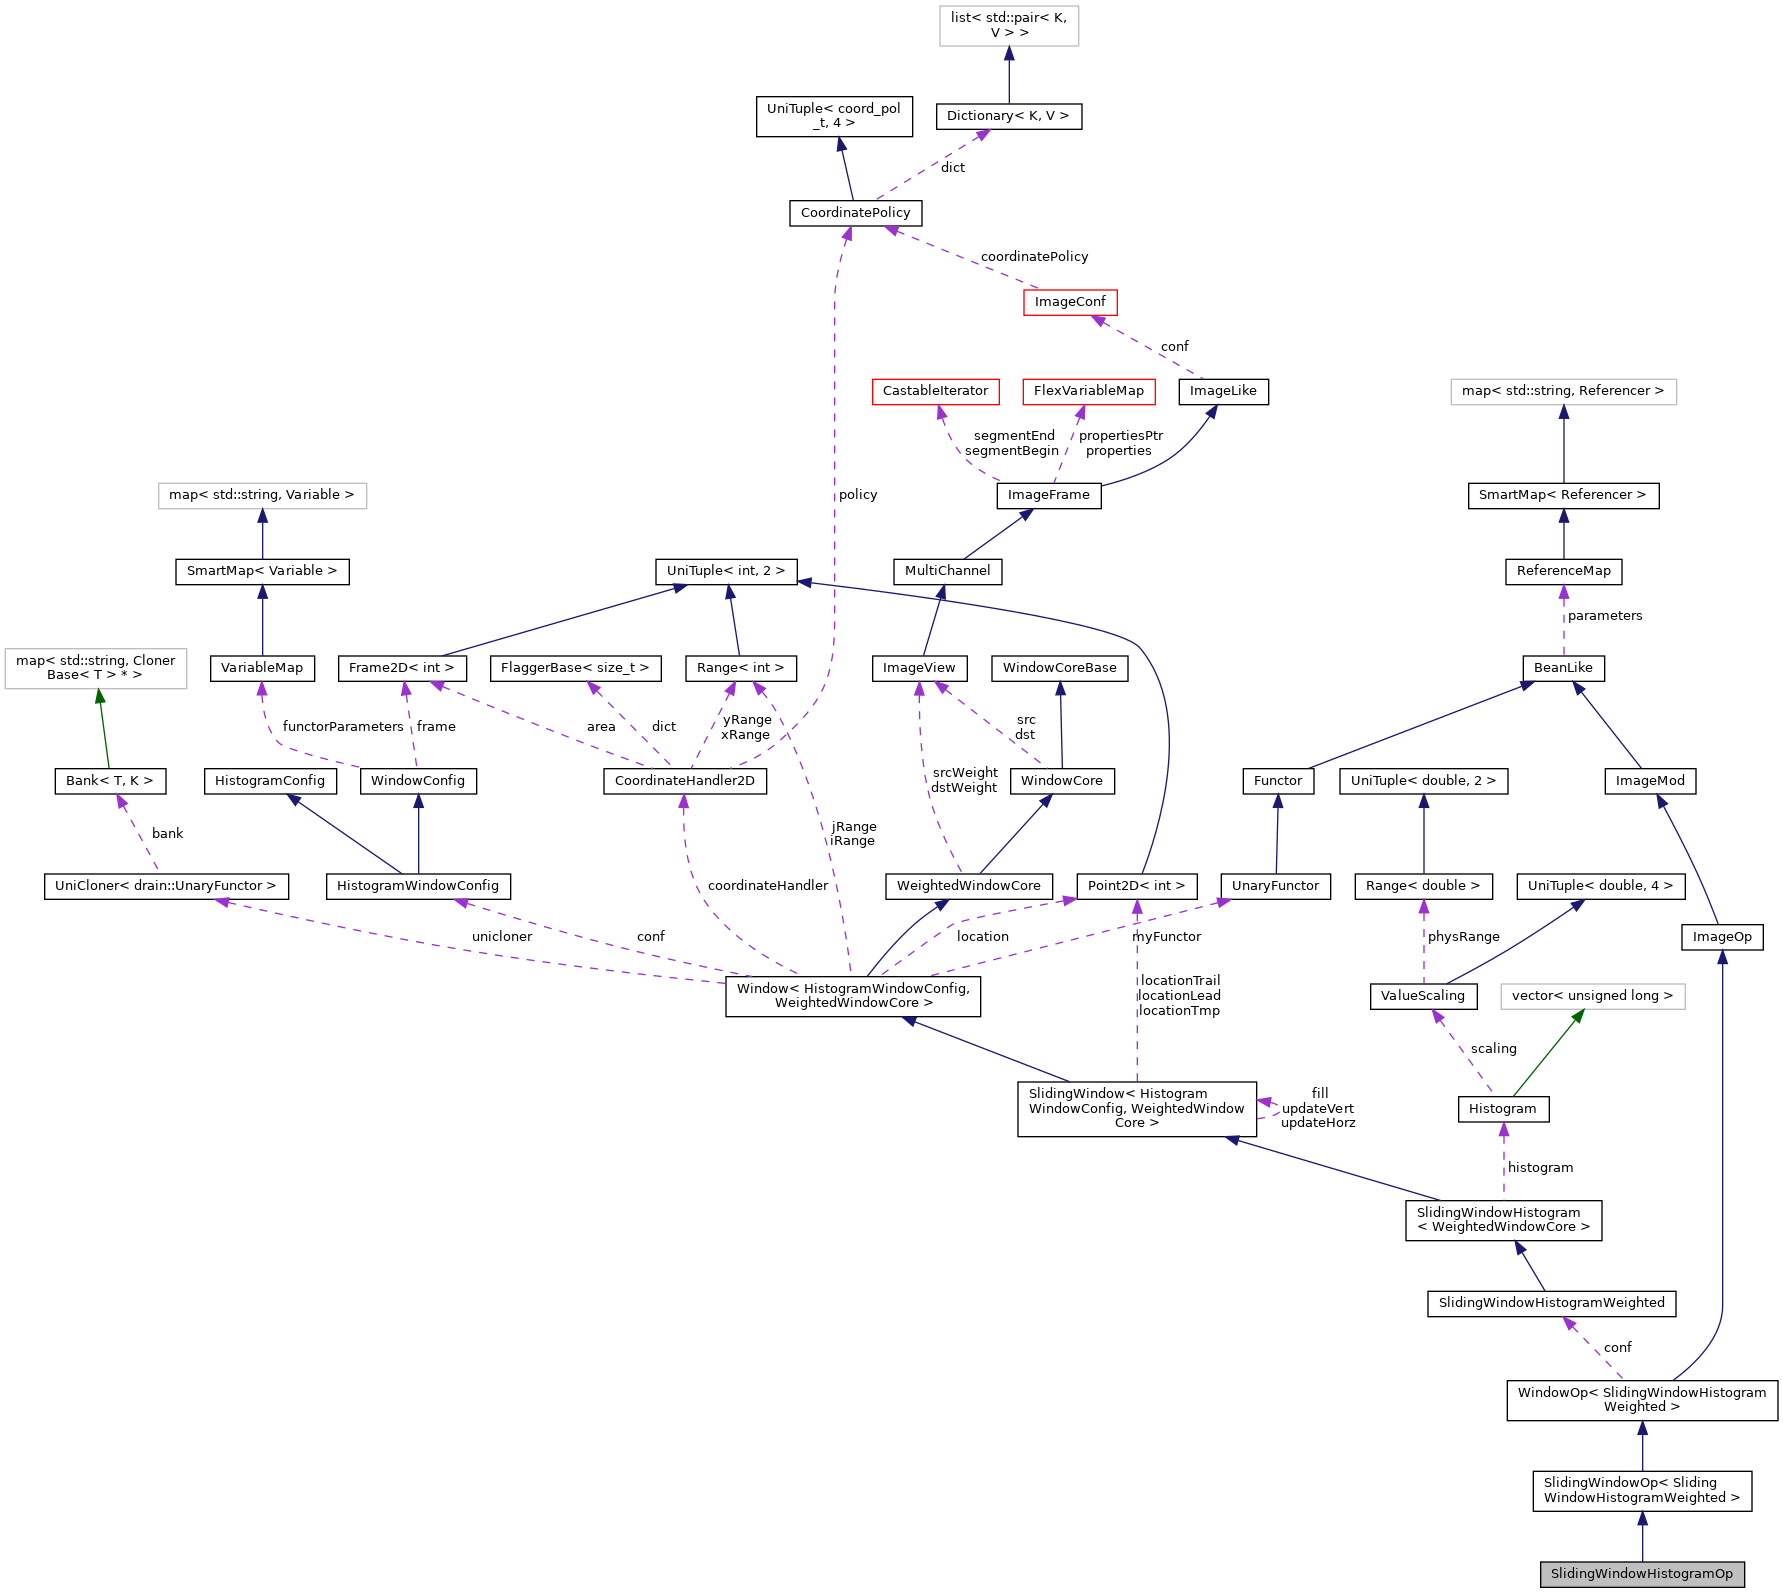 list< std::pair< K,
V > >
UniTuple< coord_pol
_t, 4 >
Dictionary< K, V >
dict
CoordinatePolicy
coordinatePolicy
ImageConf
conf
CastableIterator
FlexVariableMap
ImageLike
map< std::string, Referencer >
segmentEnd
segmentBegin
propertiesPtr
properties
map< std::string, Variable >
policy
ImageFrame
SmartMap< Referencer >
SmartMap< Variable >
UniTuple< int, 2 >
MultiChannel
ReferenceMap
parameters
map< std::string, Cloner
Base< T > * >
VariableMap
Frame2D< int >
FlaggerBase< size_t >
Range< int >
ImageView
WindowCoreBase
BeanLike
functorParameters
frame
area
dict
yRange
xRange
src
dst
Bank< T, K >
HistogramConfig
WindowConfig
CoordinateHandler2D
srcWeight
dstWeight
WindowCore
Functor
UniTuple< double, 2 >
ImageMod
bank
jRange
iRange
UniCloner< drain::UnaryFunctor >
HistogramWindowConfig
coordinateHandler
WeightedWindowCore
Point2D< int >
UnaryFunctor
Range< double >
UniTuple< double, 4 >
unicloner
conf
location
myFunctor
physRange
ImageOp
Window< HistogramWindowConfig,
WeightedWindowCore >
locationTrail
locationLead
locationTmp
ValueScaling
vector< unsigned long >
scaling
SlidingWindow< Histogram
WindowConfig, WeightedWindow
Core >
fill
updateVert
updateHorz
Histogram
histogram
SlidingWindowHistogram
< WeightedWindowCore >
SlidingWindowHistogramWeighted
conf
WindowOp< SlidingWindowHistogram
Weighted >
SlidingWindowOp< Sliding
WindowHistogramWeighted >
SlidingWindowHistogramOp